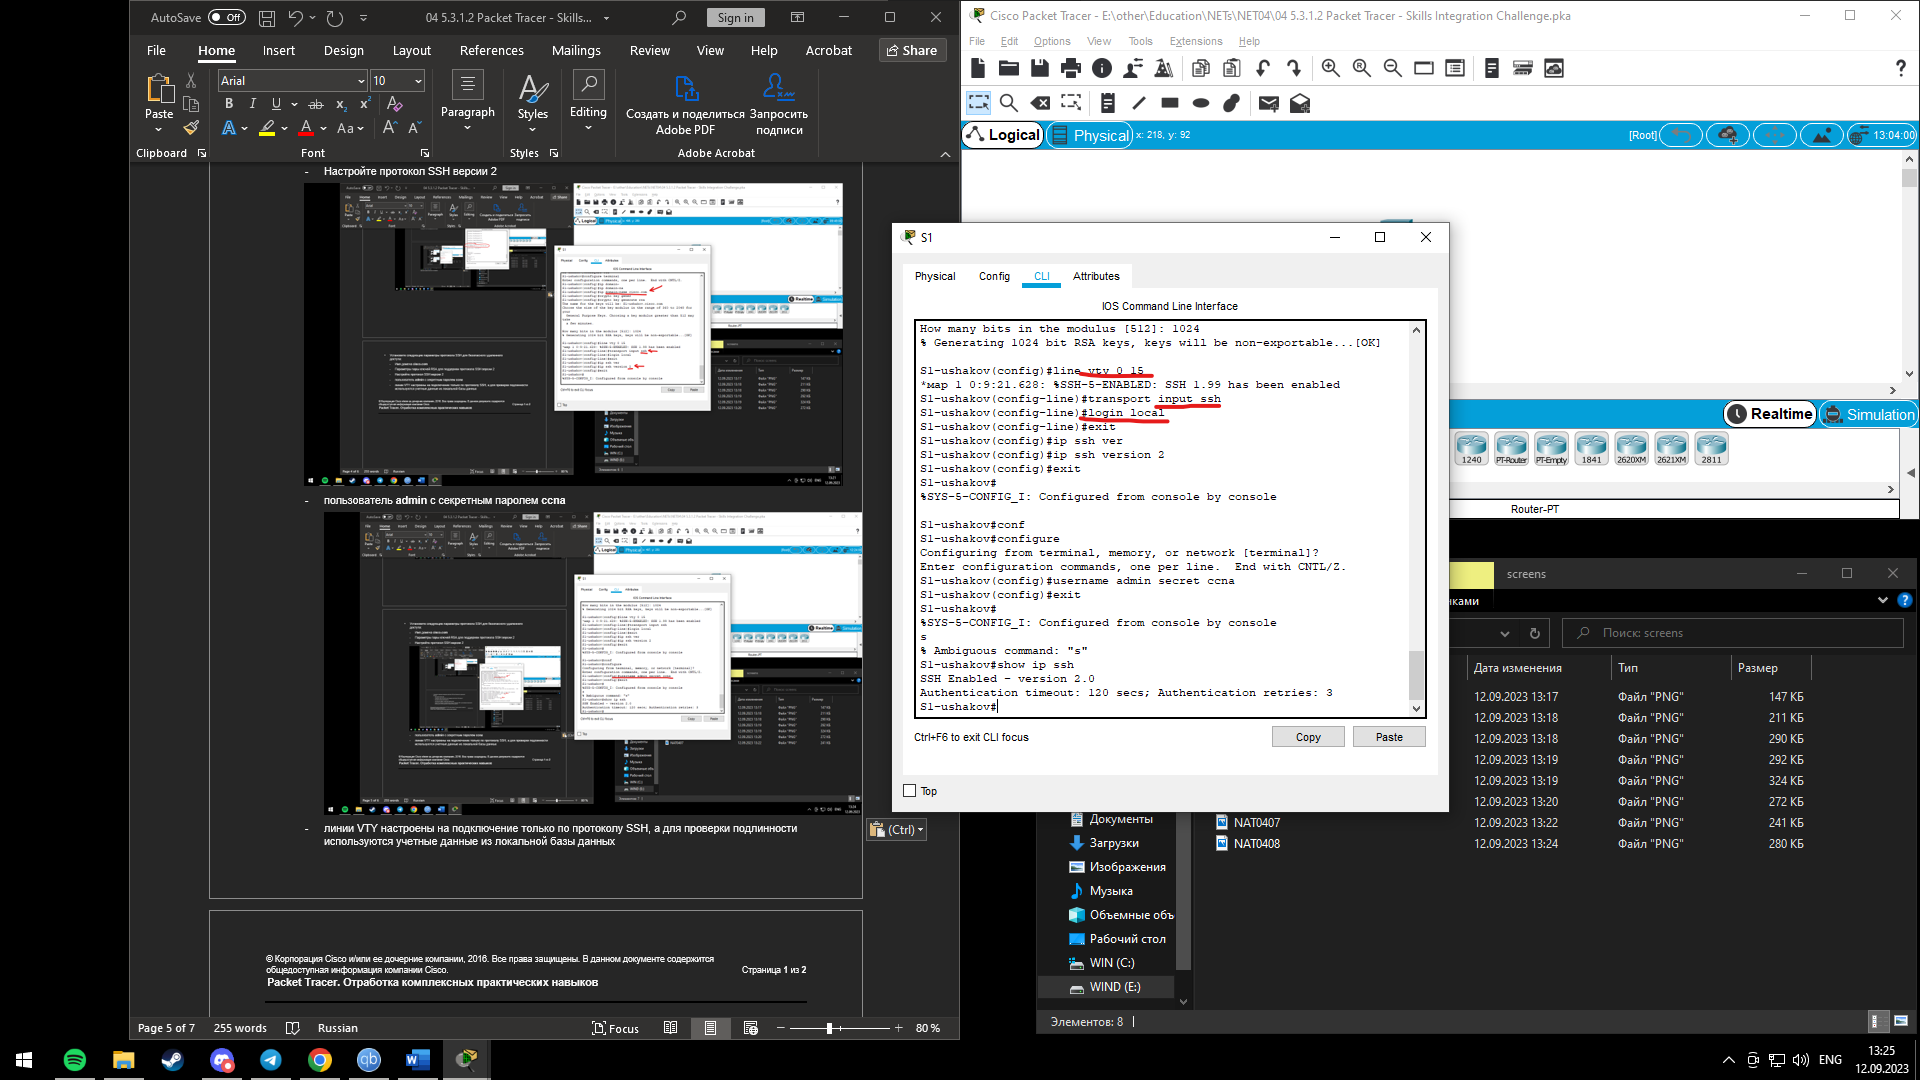 AutoSave
Off
04 5.3.1.2 Packet Tracer - Skills...
Sign in
File Home Insert Design Layout References Mailings Review View Help Acrobat
Share
Arial
10
Paste
Paragraph
Styles
Editing
Создать и поделиться
Adobe PDF
Запросить
подписи
Clipboard
Font
Styles
Adobe Acrobat
- Настройте протокол SSH версии 2
- пользователь admin с секретным паролем ccna
- линии VTY настроены на подключение только по протоколу SSH, а для проверки подлинности
используются учетные данные из локальной базы данных
(Ctrl)
© Корпорация Cisco и/или ее дочерние компании, 2016. Все права защищены. В данном документе содержится
общедоступная информация компании Cisco.
Страница 1 из 2
Packet Tracer. Отработка комплексных практических навыков
Page 5 of 7
255 words
Russian
Focus
80 %
Cisco Packet Tracer - E:\other\Education\NETs\NET04\04 5.3.1.2 Packet Tracer - Skills Integration Challenge.pka
File Edit Options View Tools Extensions Help
Logical
Physical
x: 218, y: 92
[Root]
13:04:00
Realtime
Simulation
1240 PT-Router PT-Empty 1841 2620XM 2621XM 2811
Router-PT
S1
Physical Config CLI Attributes
IOS Command Line Interface
How many bits in the modulus [512]: 1024
% Generating 1024 bit RSA keys, keys will be non-exportable...[OK]
S1-ushakov(config)#line vty 0 15
*мар 1 0:9:21.628: %SSH-5-ENABLED: SSH 1.99 has been enabled
S1-ushakov(config-line)#transport input ssh
S1-ushakov(config-line)#login local
S1-ushakov(config-line)#exit
S1-ushakov(config)#ip ssh ver
S1-ushakov(config)#ip ssh version 2
S1-ushakov(config)#exit
S1-ushakov#
%SYS-5-CONFIG_I: Configured from console by console
S1-ushakov#conf
S1-ushakov#configure
Configuring from terminal, memory, or network [terminal]?
Enter configuration commands, one per line.  End with CNTL/Z.
S1-ushakov(config)#username admin secret ccna
S1-ushakov(config)#exit
S1-ushakov#
%SYS-5-CONFIG_I: Configured from console by console
s
% Ambiguous command: "s"
S1-ushakov#show ip ssh
SSH Enabled - version 2.0
Authentication timeout: 120 secs; Authentication retries: 3
S1-ushakov#
Ctrl+F6 to exit CLI focus
Copy
Paste
Top
screens
нками
Поиск: screens
Дата изменения
Тип
Размер
12.09.2023 13:17 Файл "PNG" 147 КБ
12.09.2023 13:18 Файл "PNG" 211 КБ
12.09.2023 13:18 Файл "PNG" 290 КБ
12.09.2023 13:19 Файл "PNG" 292 КБ
12.09.2023 13:19 Файл "PNG" 324 КБ
12.09.2023 13:20 Файл "PNG" 272 КБ
NAT0407 12.09.2023 13:22 Файл "PNG" 241 КБ
NAT0408 12.09.2023 13:24 Файл "PNG" 280 КБ
Документы
Загрузки
Изображения
Музыка
Объемные объ
Рабочий стол
WIN (C:)
WIND (E:)
Элементов: 8
ENG
13:25
12.09.2023